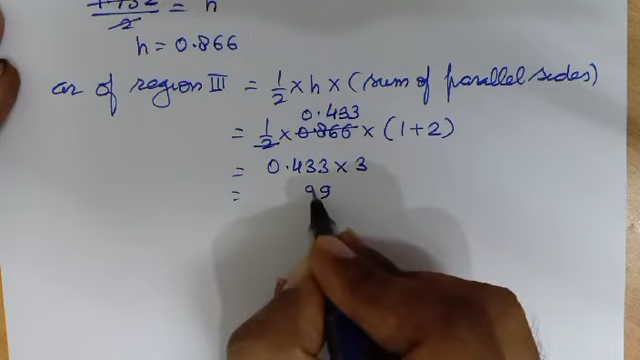 = h
2
h = 0.866
ar of region III = 1/2 × h × (sum of parallel sides)
0.433
= 1/2 × 0.866 × (1+2)
= 0.433 × 3
= 99